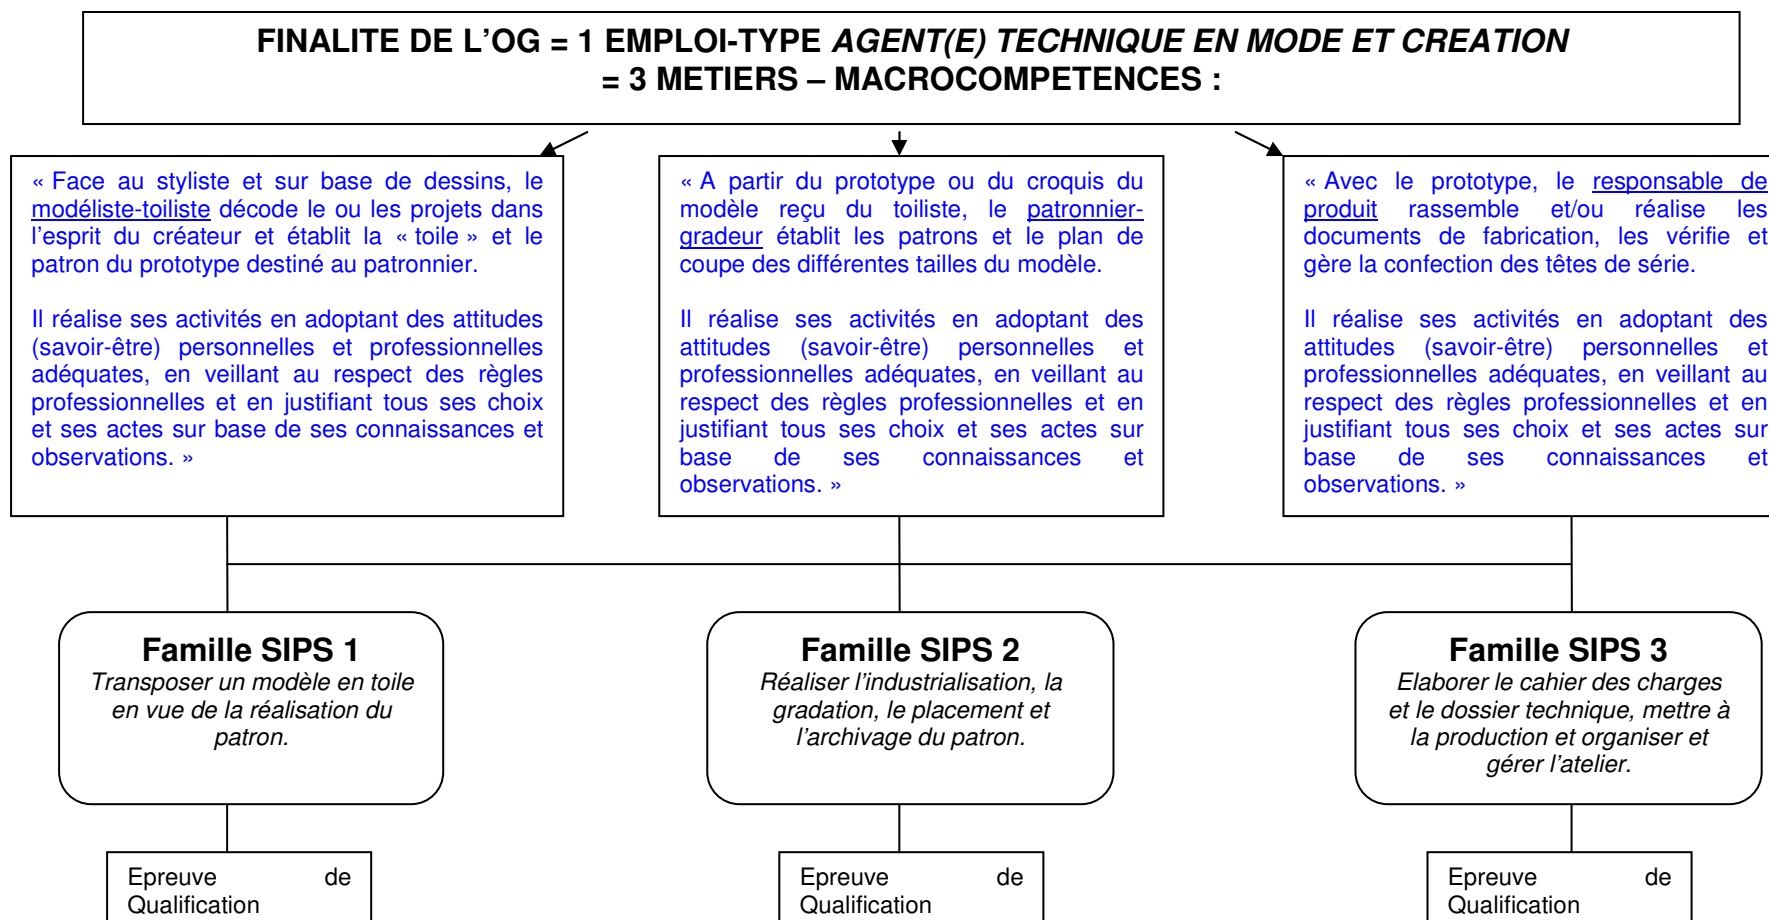 FINALITE DE L'OG = 1 EMPLOI-TYPE AGENT(E) TECHNIQUE EN MODE ET CREATION
= 3 METIERS – MACROCOMPETENCES :
« Face au styliste et sur base de dessins, le
modéliste-toiliste décode le ou les projets dans
l'esprit du créateur et établit la « toile » et le
patron du prototype destiné au patronnier.
Il réalise ses activités en adoptant des attitudes
(savoir-être) personnelles et professionnelles
adéquates, en veillant au respect des règles
professionnelles et en justifiant tous ses choix
et ses actes sur base de ses connaissances et
observations. »
« A partir du prototype ou du croquis du
modèle reçu du toiliste, le patronnier-
gradeur établit les patrons et le plan de
coupe des différentes tailles du modèle.
Il réalise ses activités en adoptant des
attitudes (savoir-être) personnelles et
professionnelles adéquates, en veillant au
respect des règles professionnelles et en
justifiant tous ses choix et ses actes sur
base de ses connaissances et
observations. »
« Avec le prototype, le responsable de
produit rassemble et/ou réalise les
documents de fabrication, les vérifie et
gère la confection des têtes de série.
Il réalise ses activités en adoptant des
attitudes (savoir-être) personnelles et
professionnelles adéquates, en veillant au
respect des règles professionnelles et en
justifiant tous ses choix et ses actes sur
base de ses connaissances et
observations. »
Famille SIPS 1
Transposer un modèle en toile
en vue de la réalisation du
patron.
Famille SIPS 2
Réaliser l'industrialisation, la
gradation, le placement et
l'archivage du patron.
Famille SIPS 3
Elaborer le cahier des charges
et le dossier technique, mettre à
la production et organiser et
gérer l'atelier.
Epreuve de
Qualification
Epreuve de
Qualification
Epreuve de
Qualification